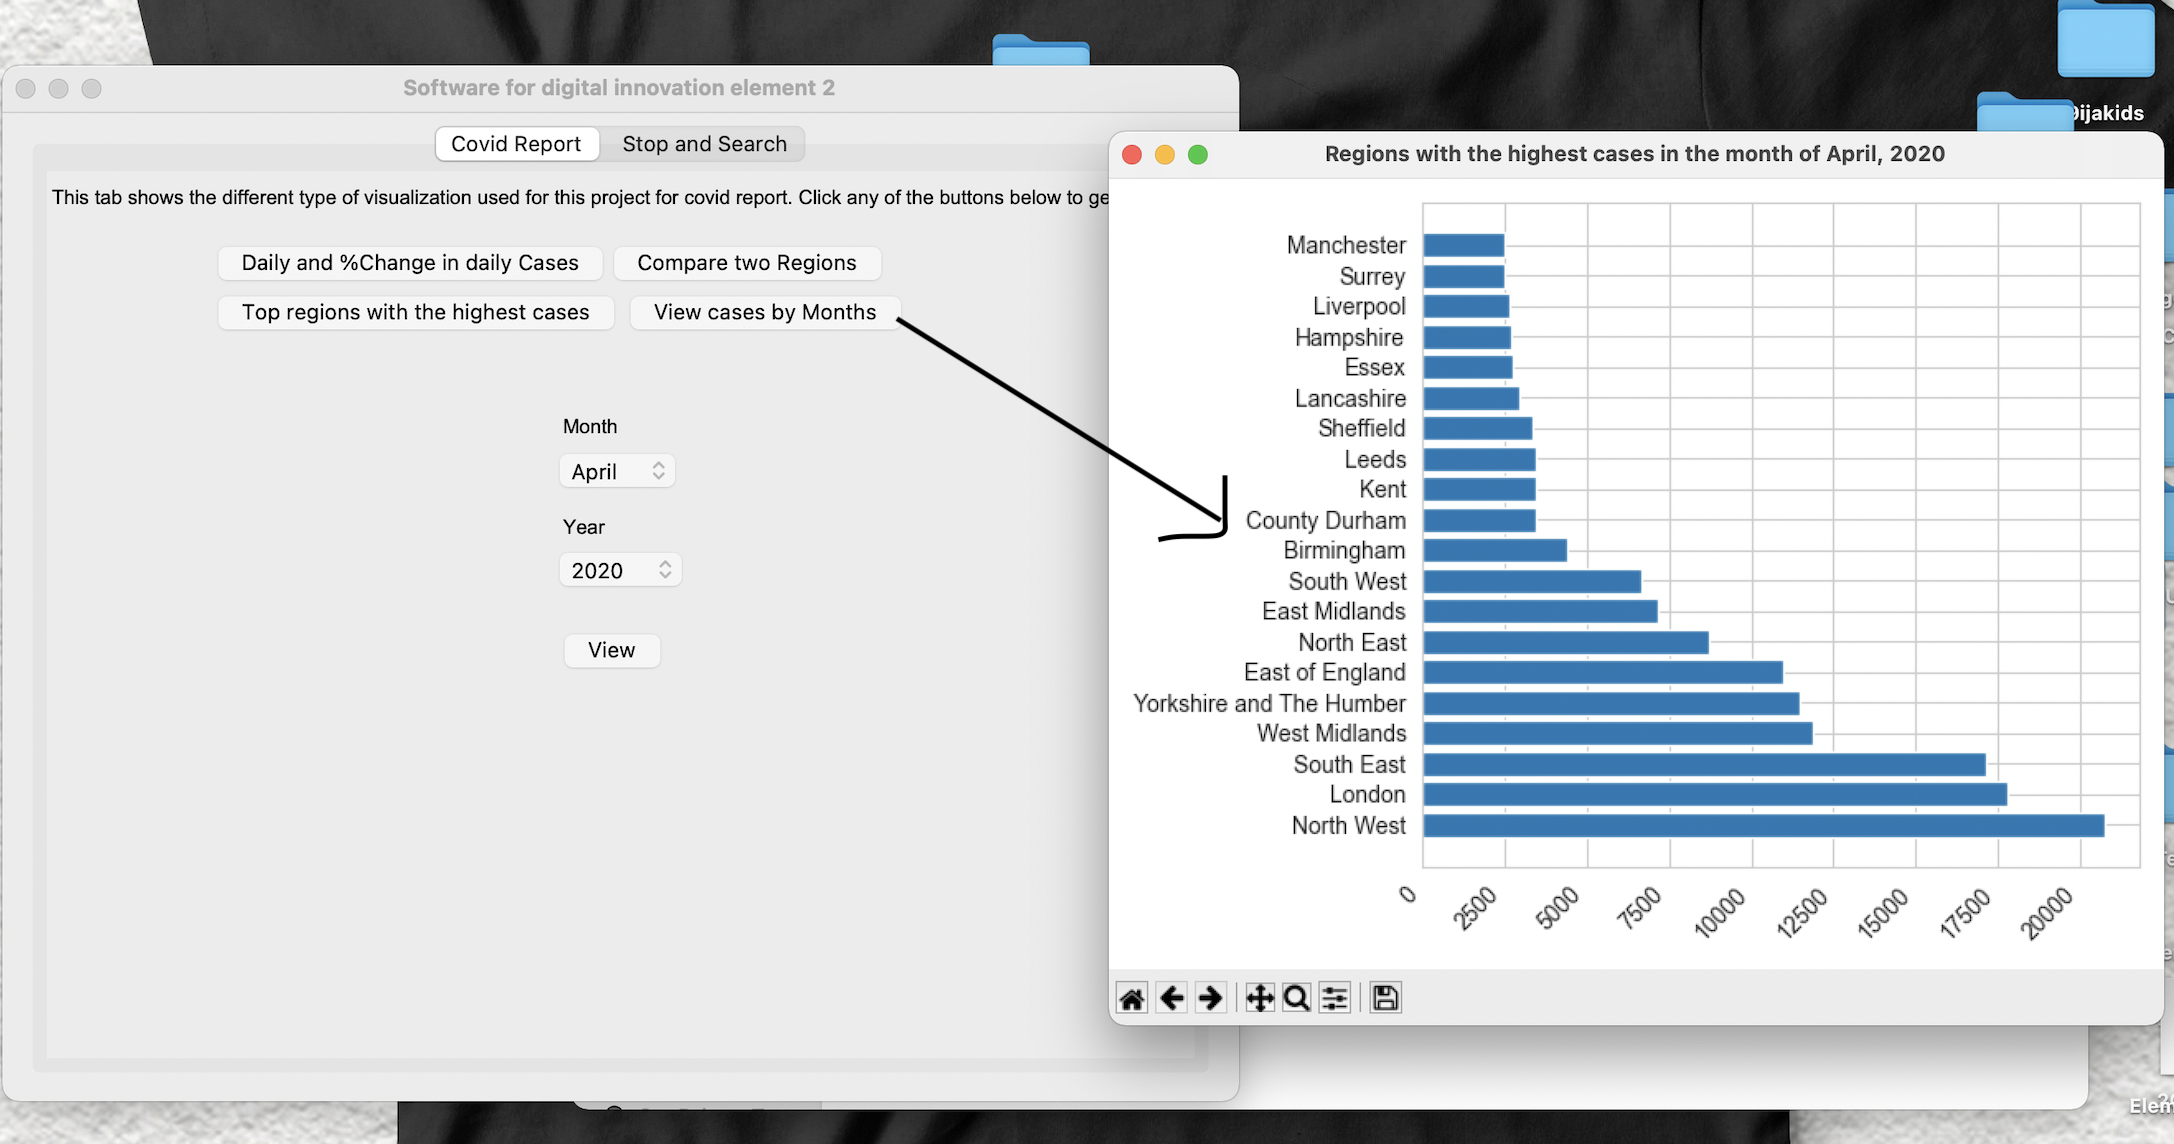 Software for digital innovation element 2
Covid Report
Stop and Search
This tab shows the different type of visualization used for this project for covid report. Click any of the buttons below to ge
Daily and %Change in daily Cases
Compare two Regions
Top regions with the highest cases
View cases by Months
Month
April
Year
2020
View
Regions with the highest cases in the month of April, 2020
Manchester
Surrey
Liverpool
Hampshire
Essex
Lancashire
Sheffield
Leeds
Kent
County Durham
Birmingham
South West
East Midlands
North East
East of England
Yorkshire and The Humber
West Midlands
South East
London
North West
0
2500
5000
7500
10000
12500
15000
17500
20000
9ijakids
Elem